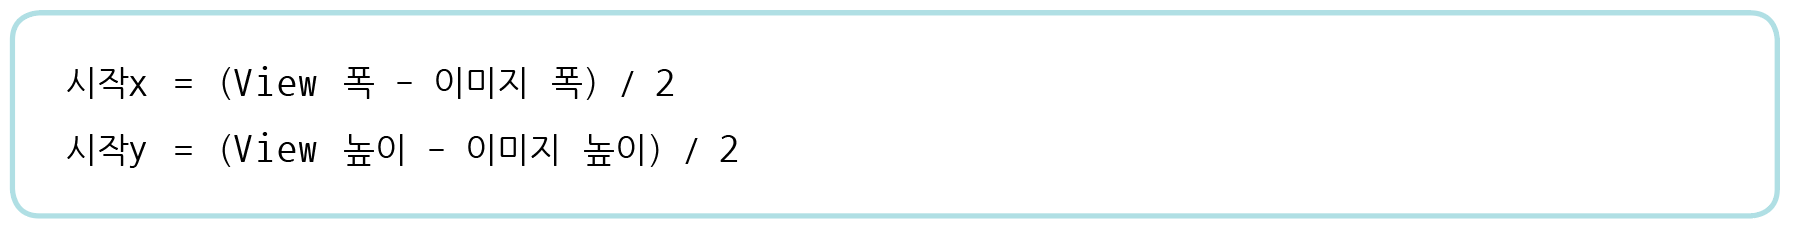 시작x = (View 폭 - 이미지 폭) / 2
시작y = (View 높이 - 이미지 높이) / 2